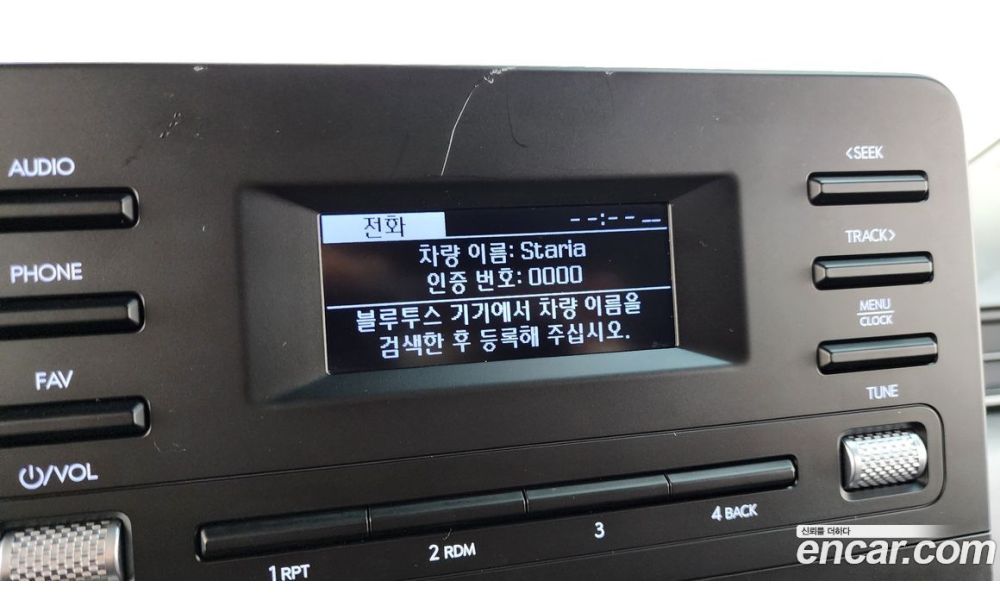 AUDIO
<SEEK
전화
--:-- --
차량 이름: Staria
인증 번호: 0000
블루투스 기기에서 차량 이름을
검색한 후 등록해 주십시오.
PHONE
TRACK>
MENU
CLOCK
FAV
TUNE
/VOL
1 RPT
2 RDM
3
4 BACK
신뢰를 더하다
encar.com